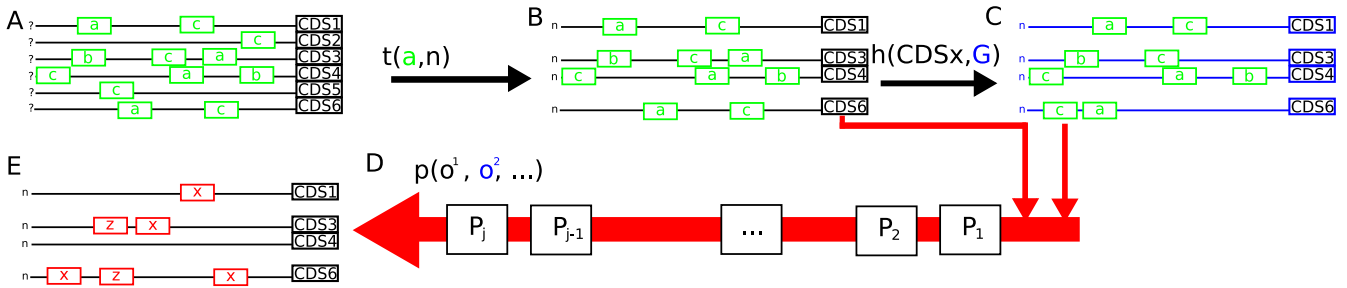 A
? a c CDS1
? c CDS2
? b c a CDS3
? c a b CDS4
? c CDS5
? a c CDS6
t(a,n)
B
n a c CDS1
n b c a CDS3
n c a b CDS4
n a c CDS6
h(CDSx,G)
C
n a c CDS1
n b c CDS3
n c a b CDS4
n c a CDS6
D
p(o¹, o², ...)
Pj Pj-1 ... P2 P1
E
n x CDS1
n z x CDS3
n CDS4
n x z x CDS6